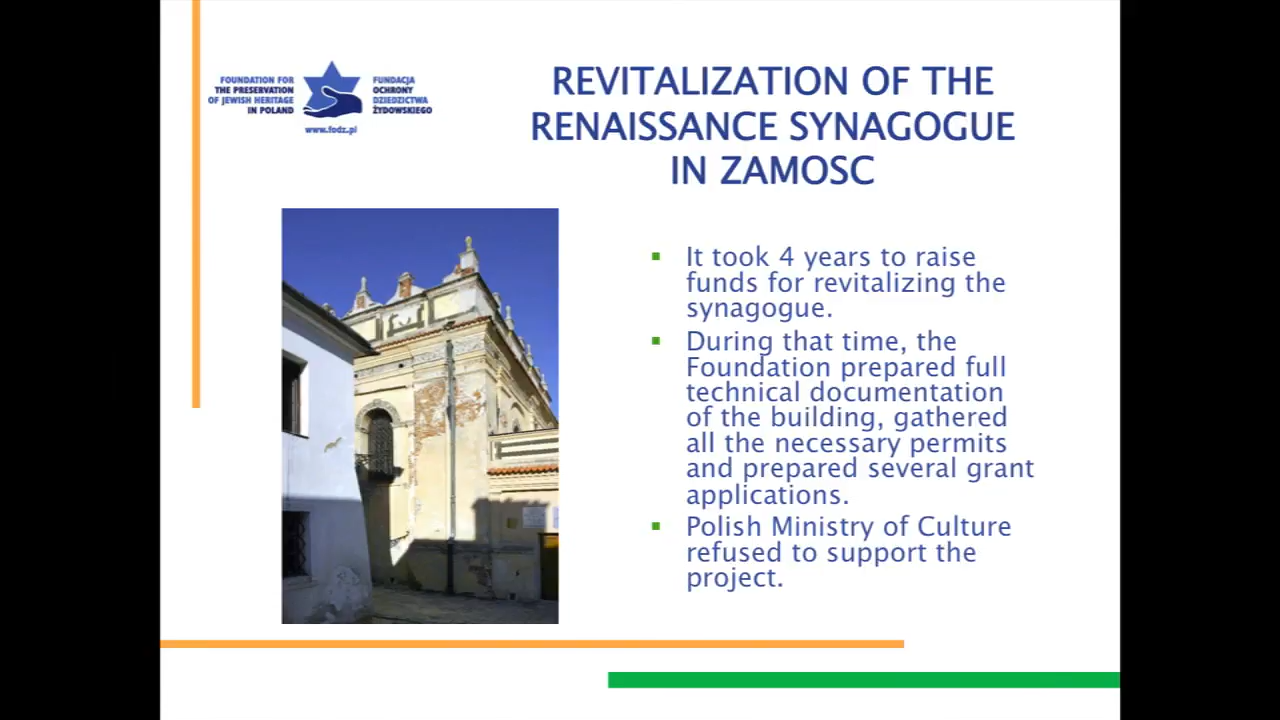 FOUNDATION FOR
THE PRESERVATION
OF JEWISH HERITAGE
IN POLAND
FUNDACJA
OCHRONY
DZIEDZICTWA
ŻYDOWSKIEGO
www.fodz.pl
REVITALIZATION OF THE
RENAISSANCE SYNAGOGUE
IN ZAMOSC
It took 4 years to raise
funds for revitalizing the
synagogue.
During that time, the
Foundation prepared full
technical documentation
of the building, gathered
all the necessary permits
and prepared several grant
applications.
Polish Ministry of Culture
refused to support the
project.